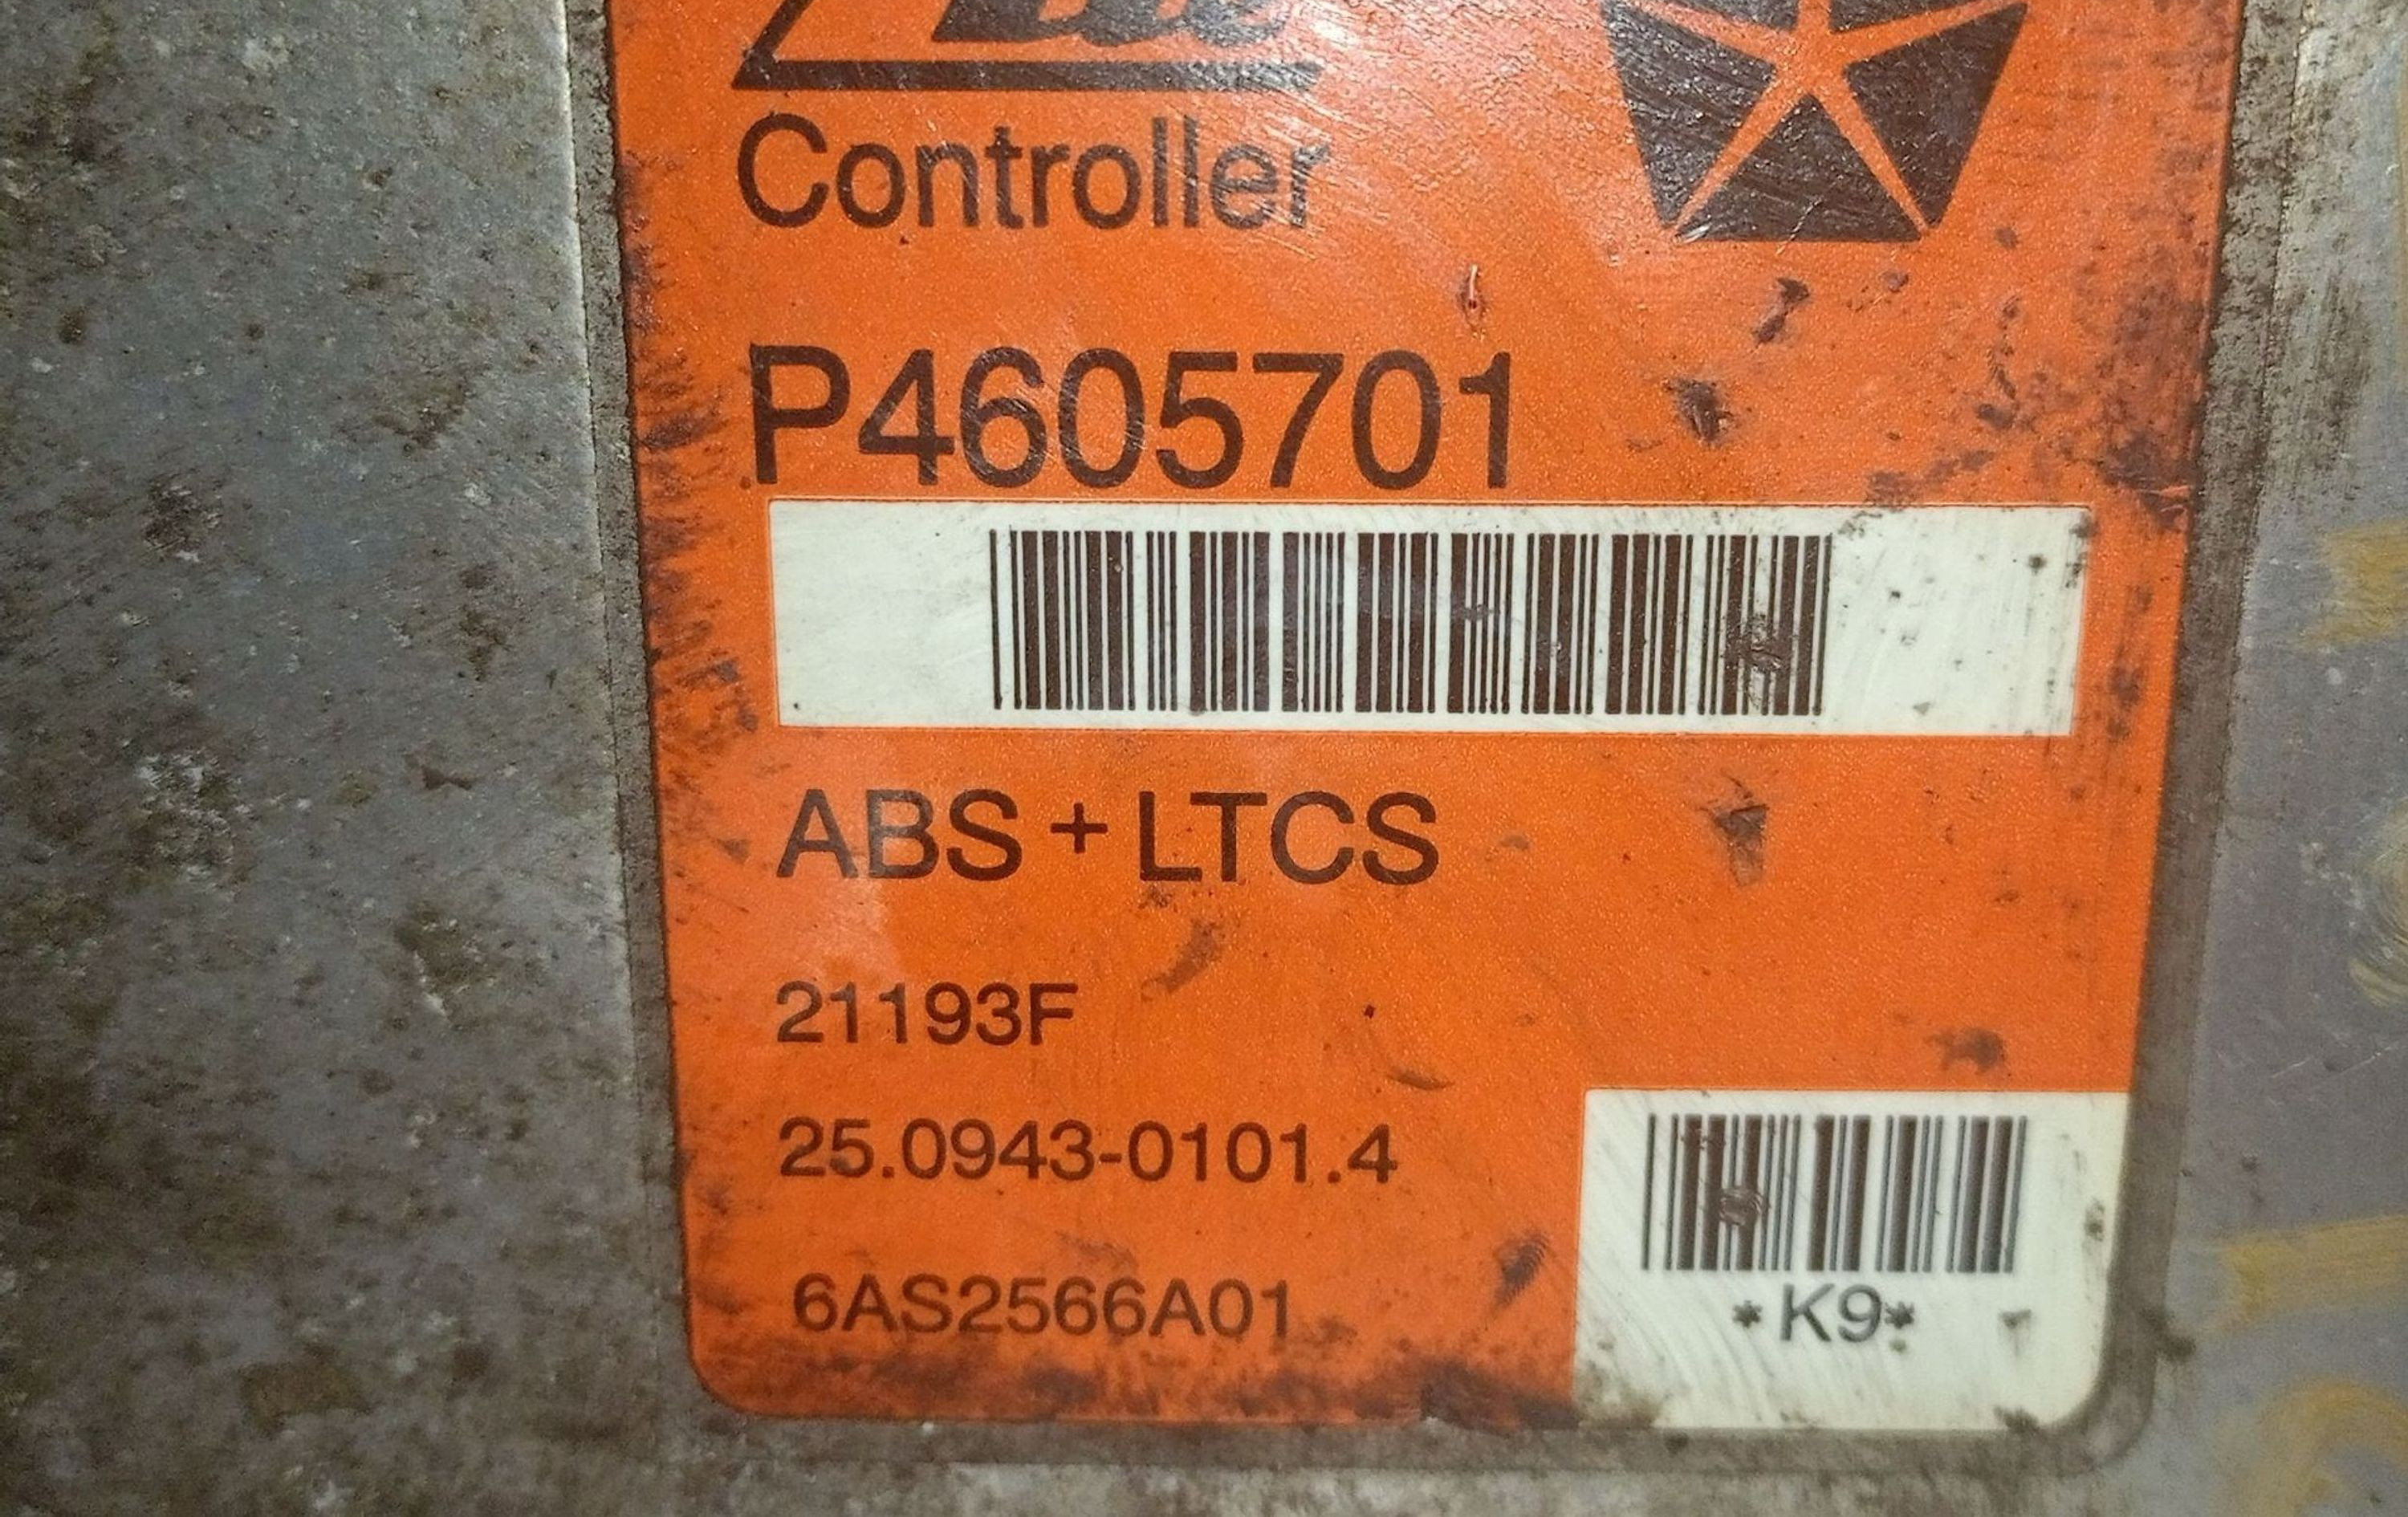 Controller
P4605701
ABS + LTCS
21193F
25.0943-0101.4
6AS2566A01
*K9*